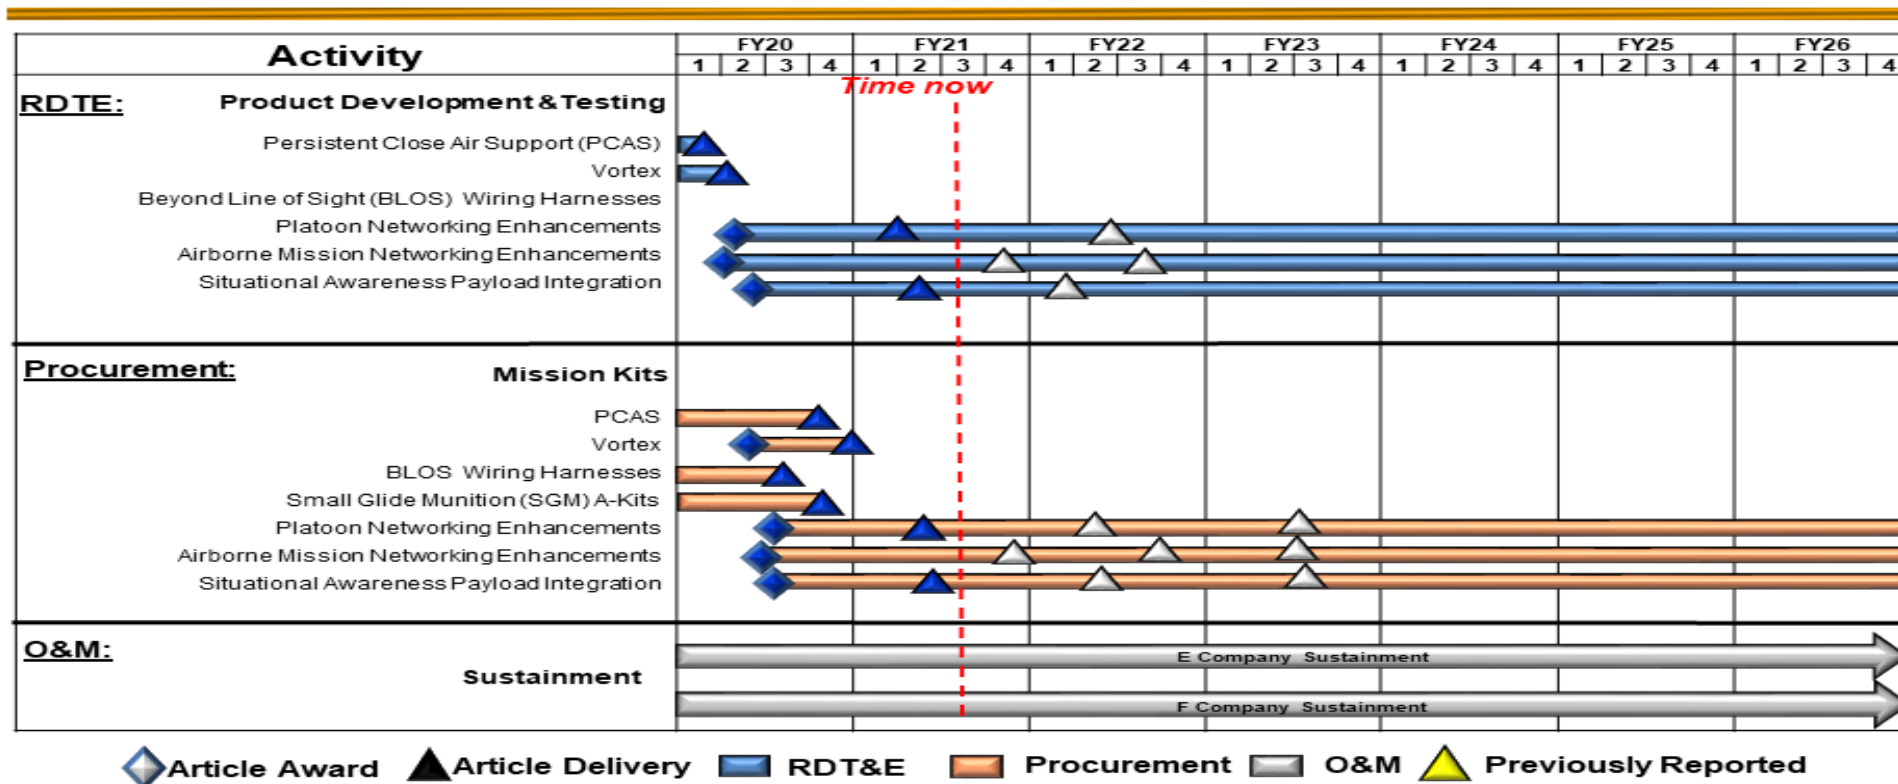 Activity
FY20 FY21 FY22 FY23 FY24 FY25 FY26
1 2 3 4 1 2 3 4 1 2 3 4 1 2 3 4 1 2 3 4 1 2 3 4 1 2 3 4
Time now
RDTE: Product Development & Testing
Persistent Close Air Support (PCAS)
Vortex
Beyond Line of Sight (BLOS) Wiring Harnesses
Platoon Networking Enhancements
Airborne Mission Networking Enhancements
Situational Awareness Payload Integration
Procurement: Mission Kits
PCAS
Vortex
BLOS Wiring Harnesses
Small Glide Munition (SGM) A-Kits
Platoon Networking Enhancements
Airborne Mission Networking Enhancements
Situational Awareness Payload Integration
O&M:
E Company Sustainment
Sustainment
F Company Sustainment
Article Award Article Delivery RDT&E Procurement O&M Previously Reported